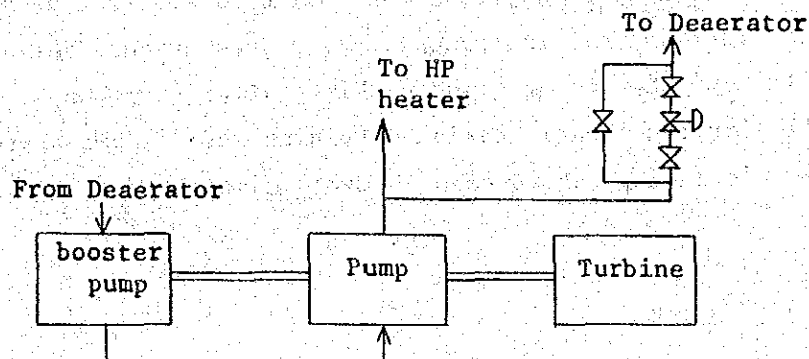 To Deaerator
To HP
heater
From Deaerator
booster
pump
Pump
Turbine